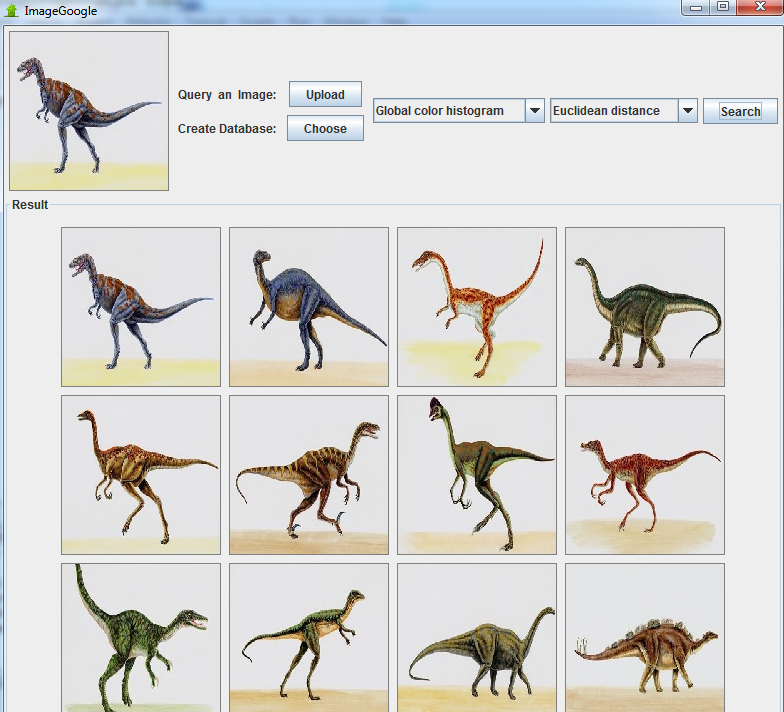 ImageGoogle
Query an Image:
Upload
Global color histogram
Euclidean distance
Search
Create Database:
Choose
Result